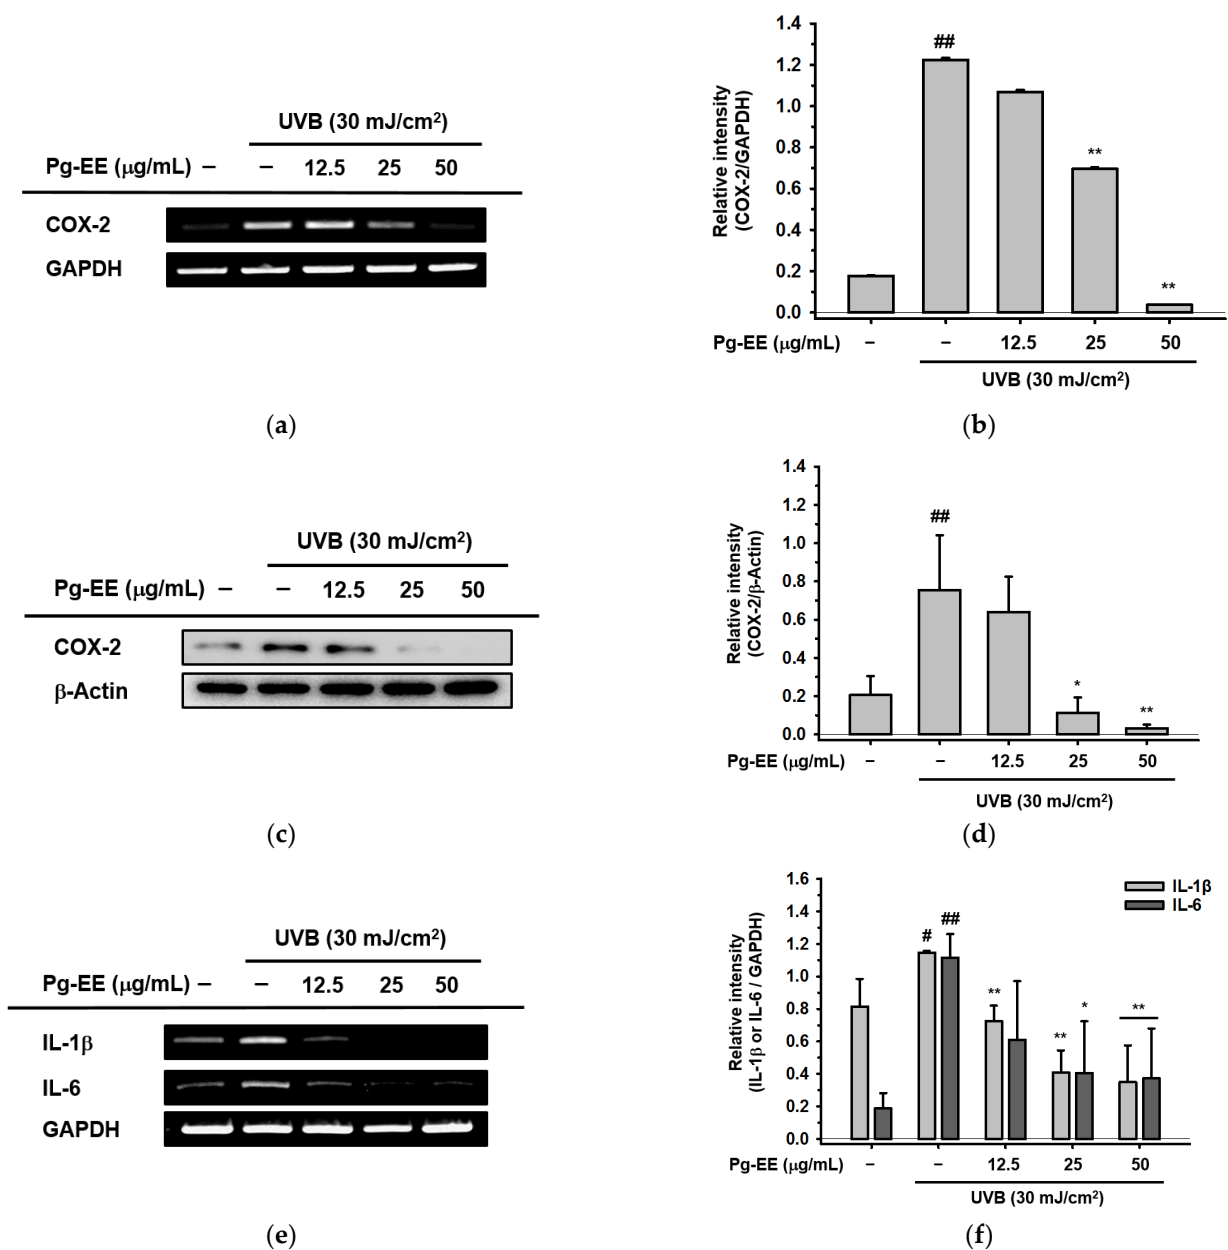 UVB (30 mJ/cm²)
Pg-EE (μg/mL) – – 12.5 25 50
COX-2
GAPDH
(a)
Relative intensity
(COX-2/GAPDH)
1.4
1.2
1.0
0.8
0.6
0.4
0.2
0.0
##
**
**
Pg-EE (μg/mL) – – 12.5 25 50
UVB (30 mJ/cm²)
(b)
UVB (30 mJ/cm²)
Pg-EE (μg/mL) – – 12.5 25 50
COX-2
β-Actin
(c)
Relative intensity
(COX-2/β-Actin)
1.4
1.2
1.0
0.8
0.6
0.4
0.2
0.0
##
*
**
Pg-EE (μg/mL) – – 12.5 25 50
UVB (30 mJ/cm²)
(d)
UVB (30 mJ/cm²)
Pg-EE (μg/mL) – – 12.5 25 50
IL-1β
IL-6
GAPDH
(e)
Relative intensity
(IL-1β or IL-6 / GAPDH)
1.6
1.4
1.2
1.0
0.8
0.6
0.4
0.2
0.0
IL-1β
IL-6
# ##
**
** *
**
Pg-EE (μg/mL) – – 12.5 25 50
UVB (30 mJ/cm²)
(f)